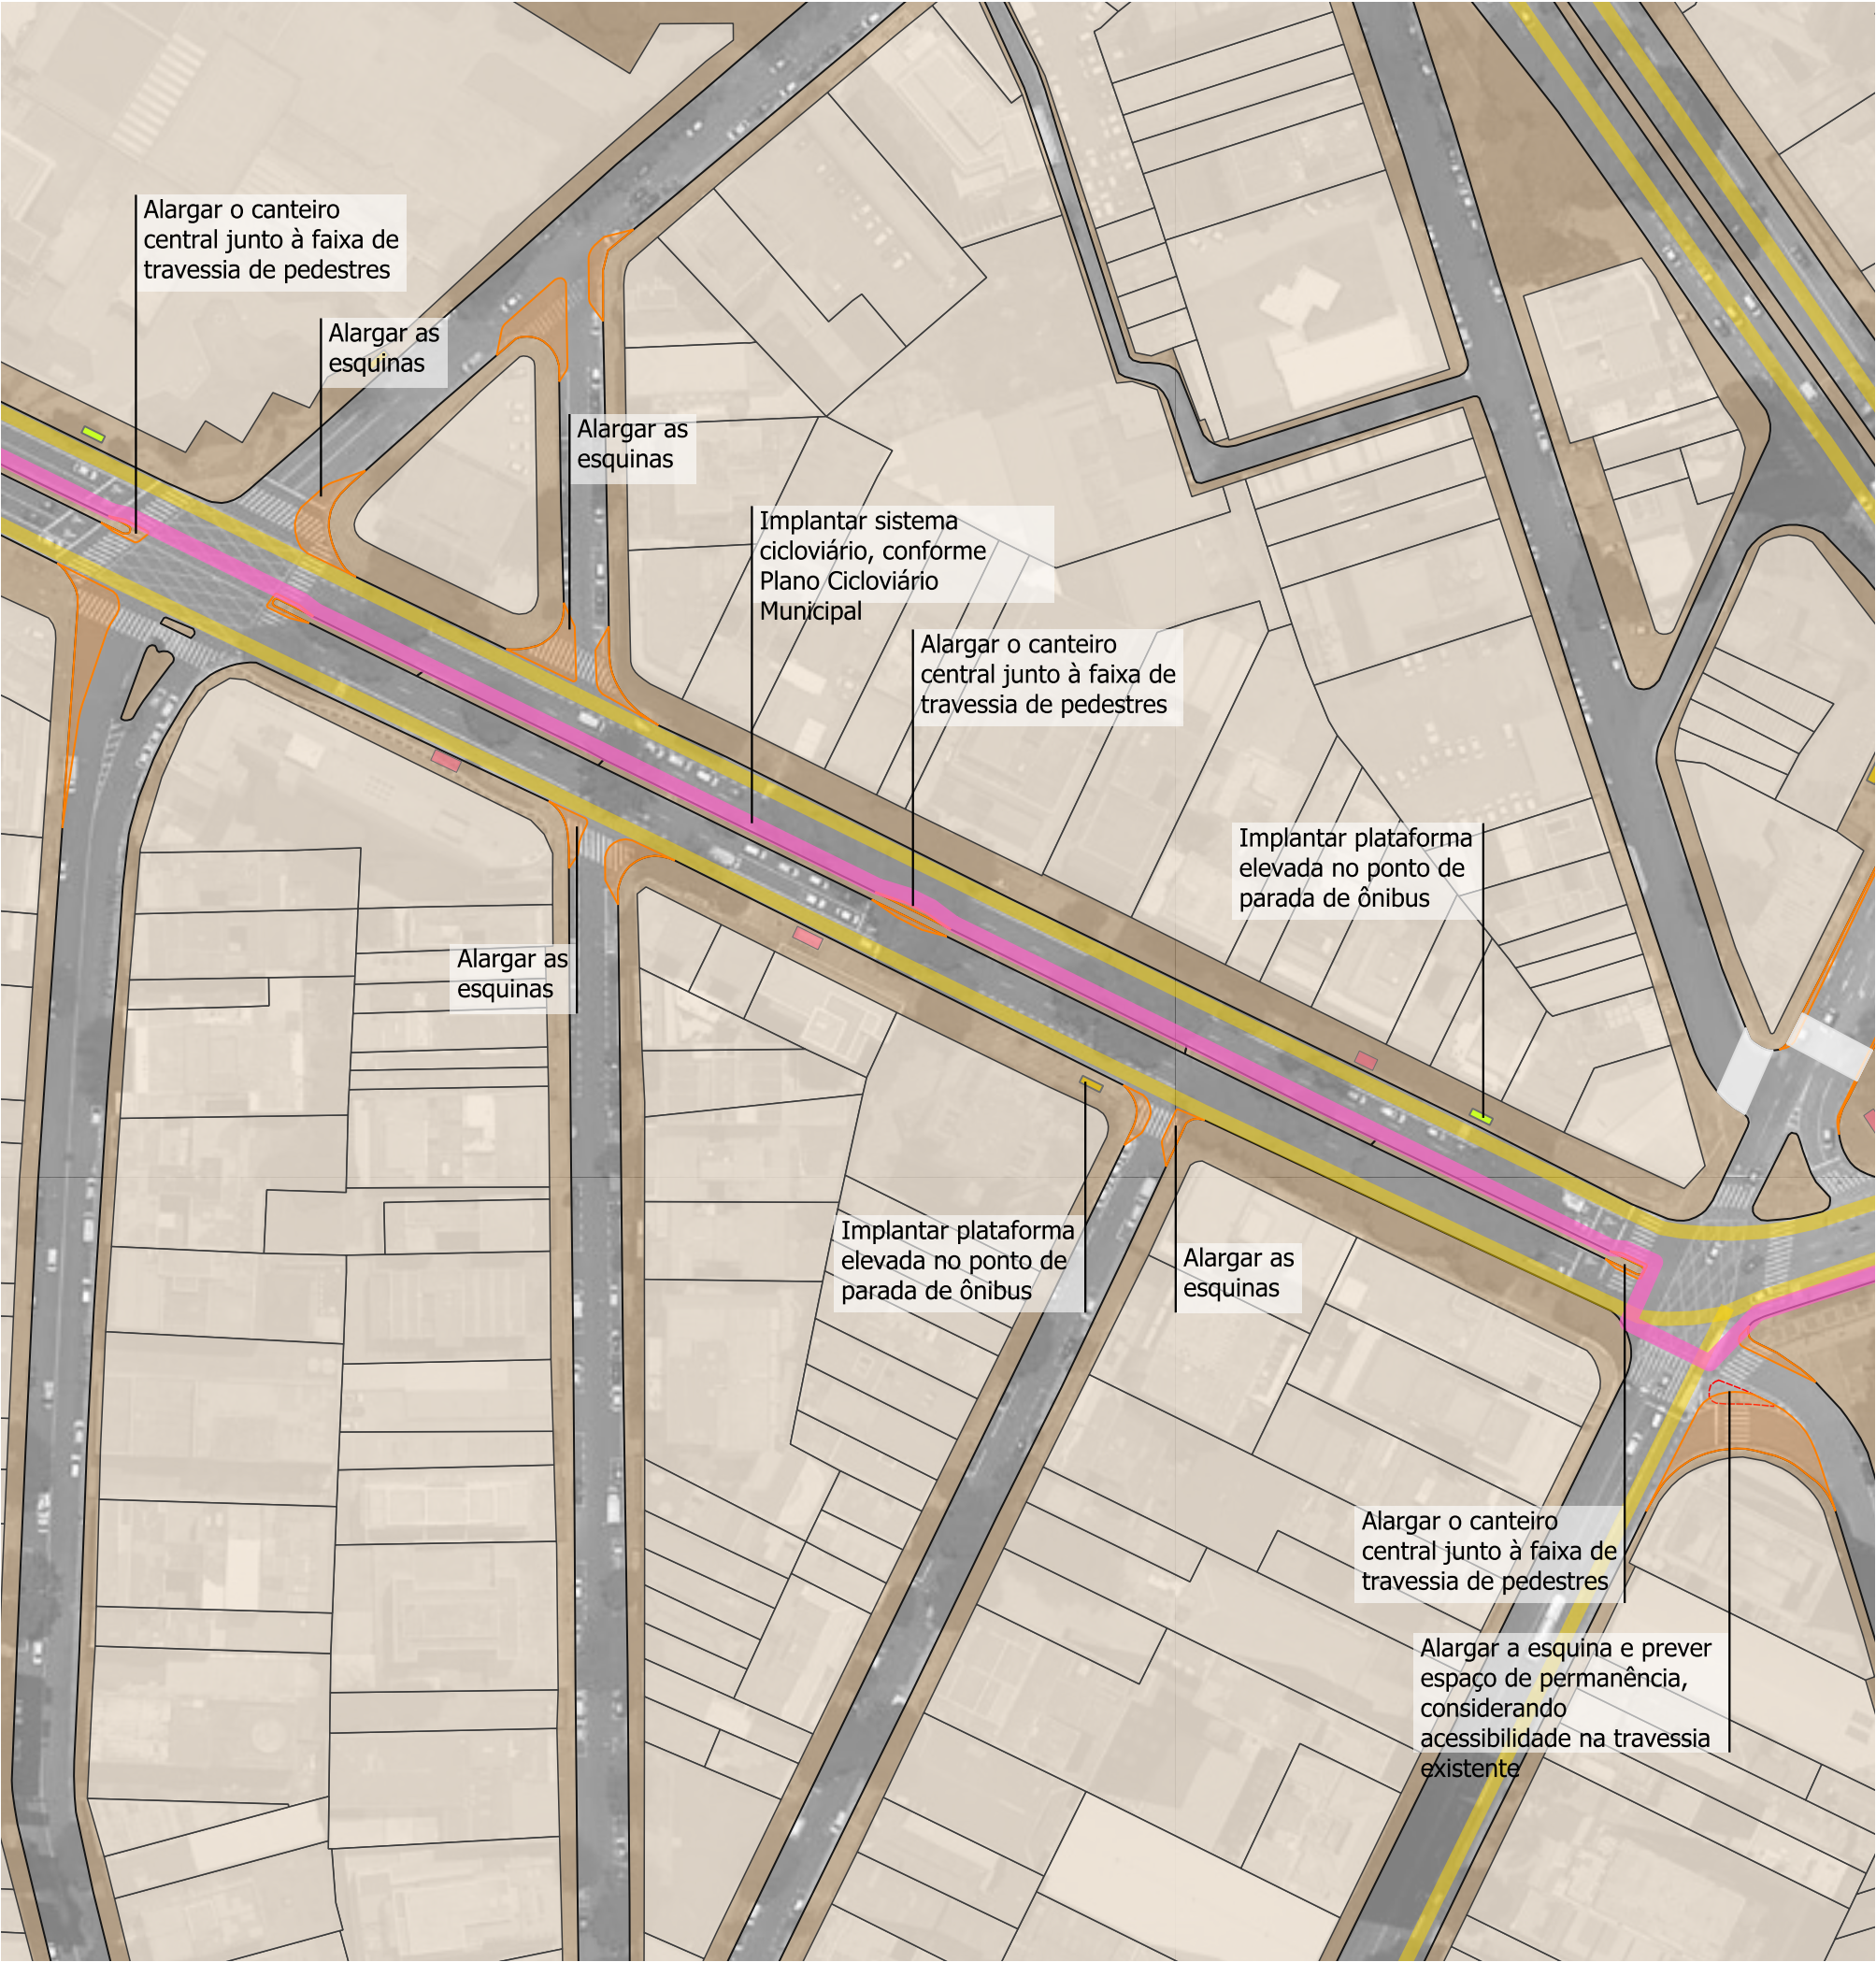 Alargar o canteiro
central junto à faixa de
travessia de pedestres
Alargar as
esquinas
Alargar as
esquinas
Implantar sistema
cicloviário, conforme
Plano Cicloviário
Municipal
Alargar o canteiro
central junto à faixa de
travessia de pedestres
Implantar plataforma
elevada no ponto de
parada de ônibus
Alargar as
esquinas
Implantar plataforma
elevada no ponto de
parada de ônibus
Alargar as
esquinas
Alargar o canteiro
central junto à faixa de
travessia de pedestres
Alargar a esquina e prever
espaço de permanência,
considerando
acessibilidade na travessia
existente